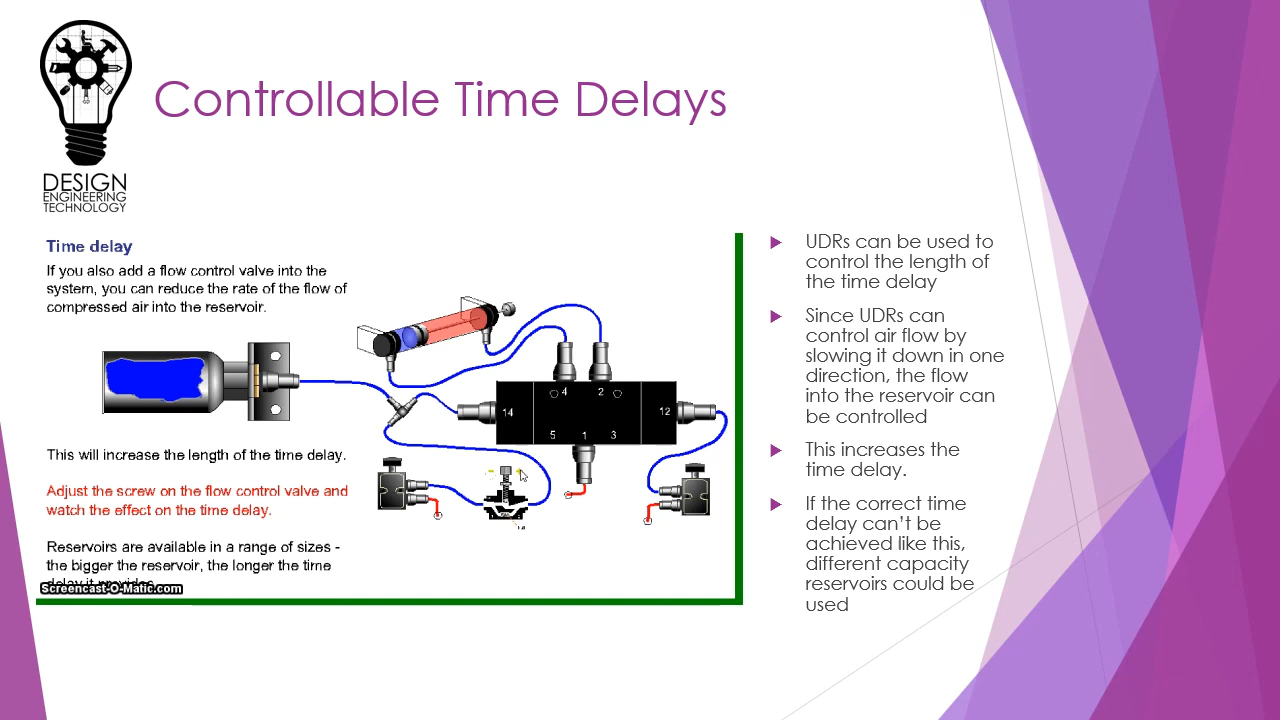 DESIGN
ENGINEERING
TECHNOLOGY
Controllable Time Delays
Time delay
If you also add a flow control valve into the
system, you can reduce the rate of the flow of
compressed air into the reservoir.
14
4
2
12
5
1
3
This will increase the length of the time delay.
Adjust the screw on the flow control valve and
watch the effect on the time delay.
Reservoirs are available in a range of sizes -
the bigger the reservoir, the longer the time
delay it provides.
Screencast-O-Matic.com
UDRs can be used to
control the length of
the time delay
Since UDRs can
control air flow by
slowing it down in one
direction, the flow
into the reservoir can
be controlled
This increases the
time delay.
If the correct time
delay can’t be
achieved like this,
different capacity
reservoirs could be
used